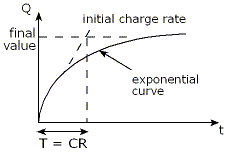 Q
initial charge rate
final
value
exponential
curve
t
T = CR